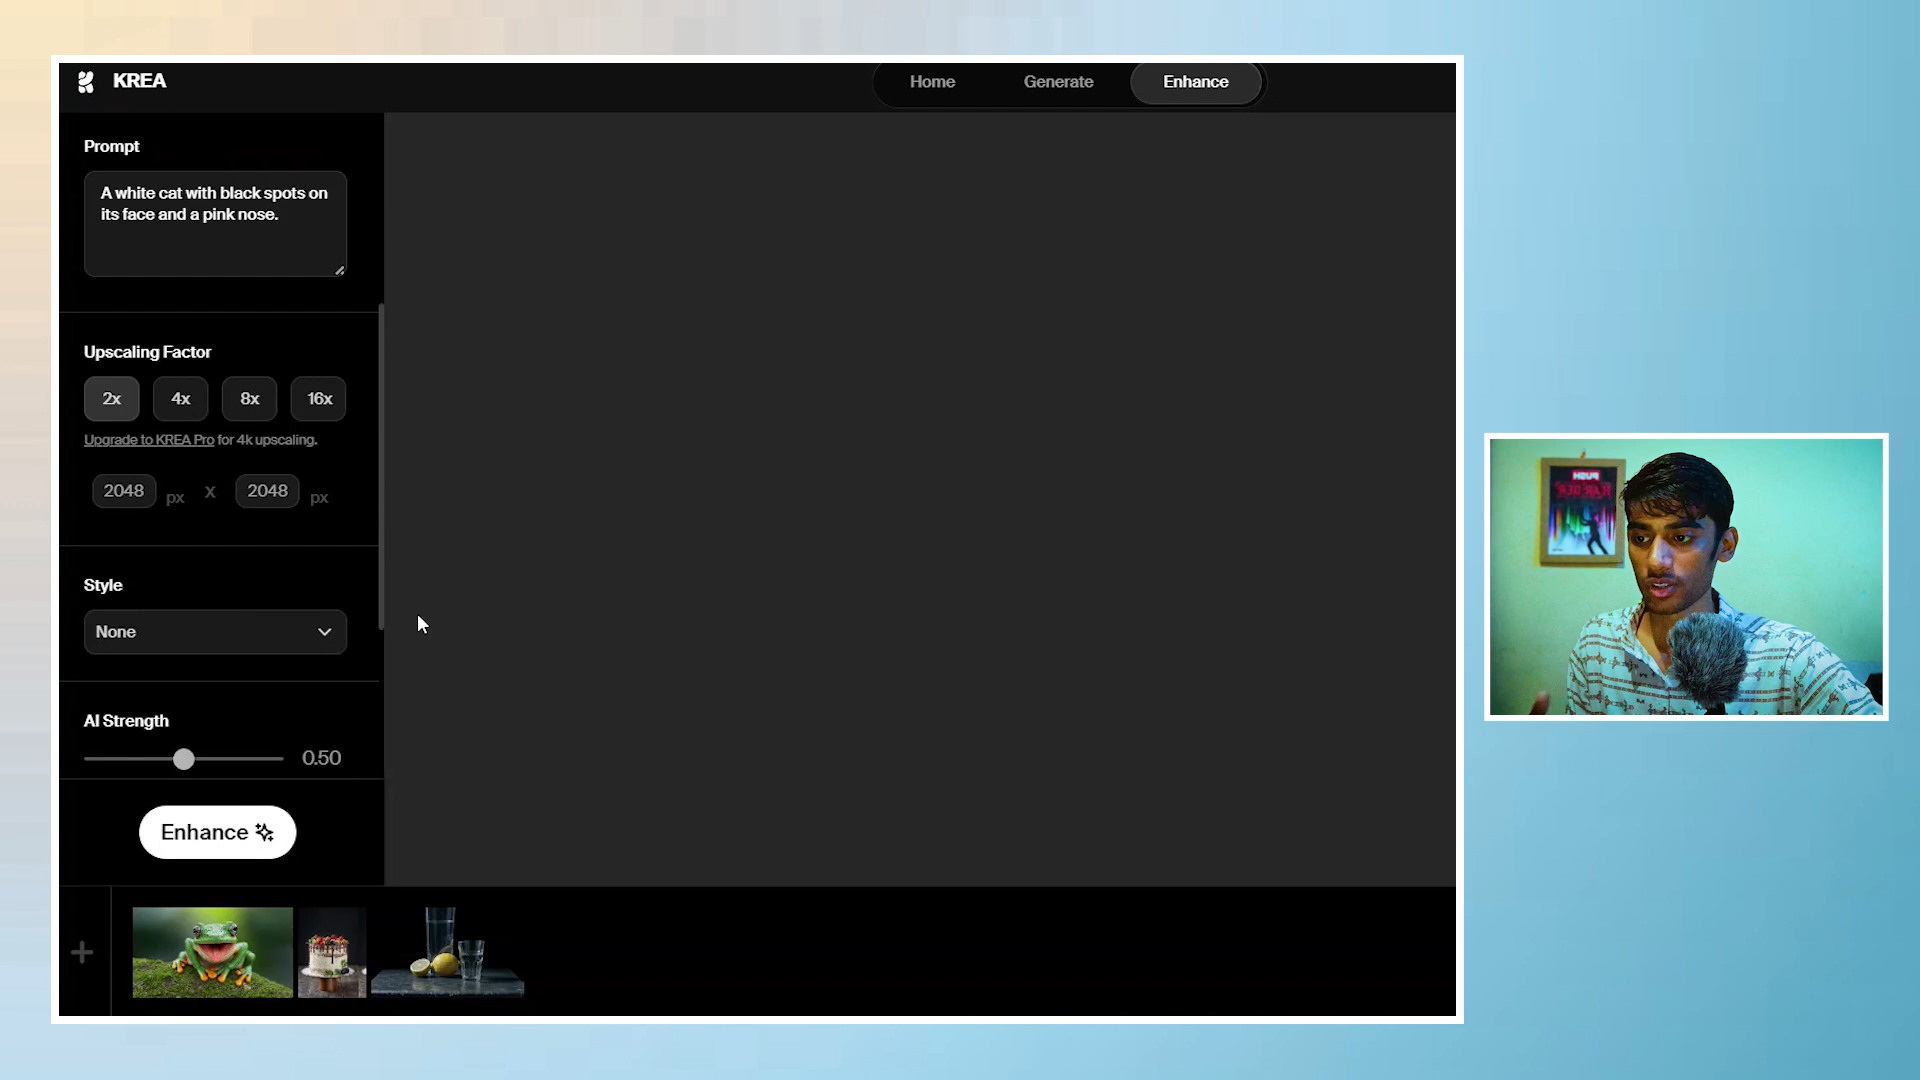 KREA
Home
Generate
Enhance
Prompt
A white cat with black spots on
its face and a pink nose.
Upscaling Factor
2x
4x
8x
16x
Upgrade to KREA Pro for 4k upscaling.
2048 px X 2048 px
Style
None
AI Strength
0.50
Enhance